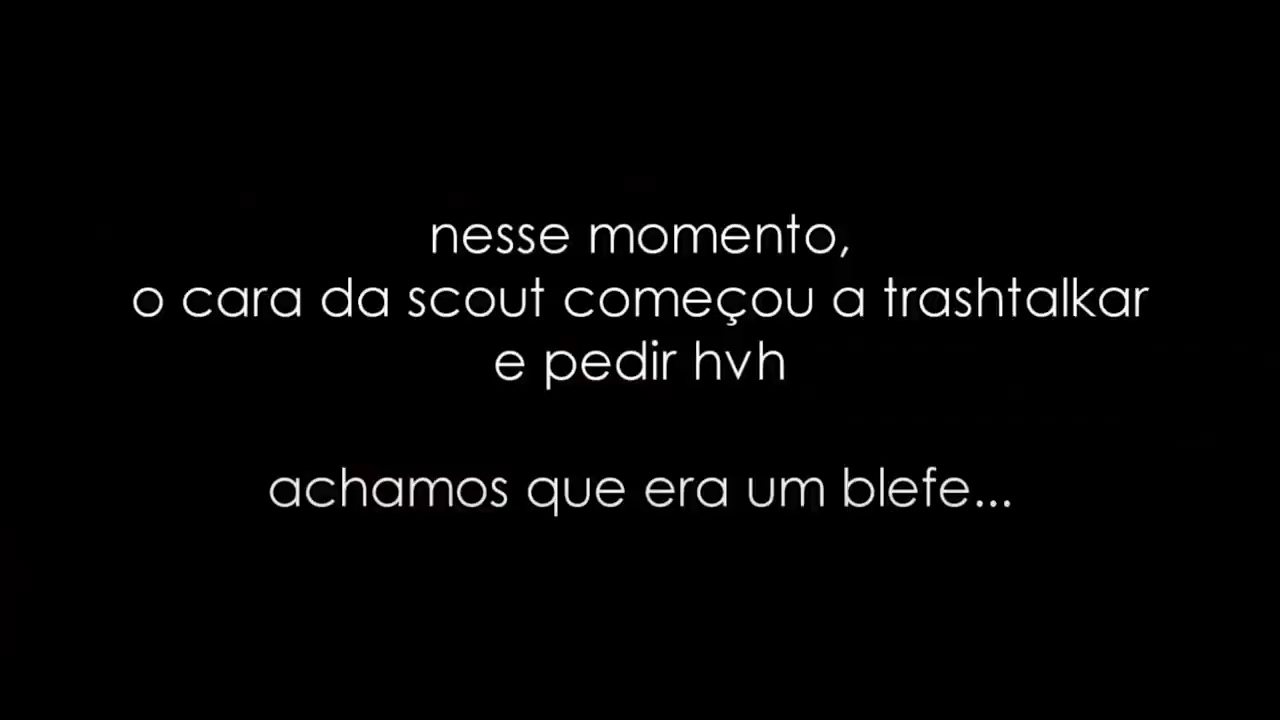 nesse momento,
o cara da scout começou a trashtalkar
e pedir hvh
achamos que era um blefe...